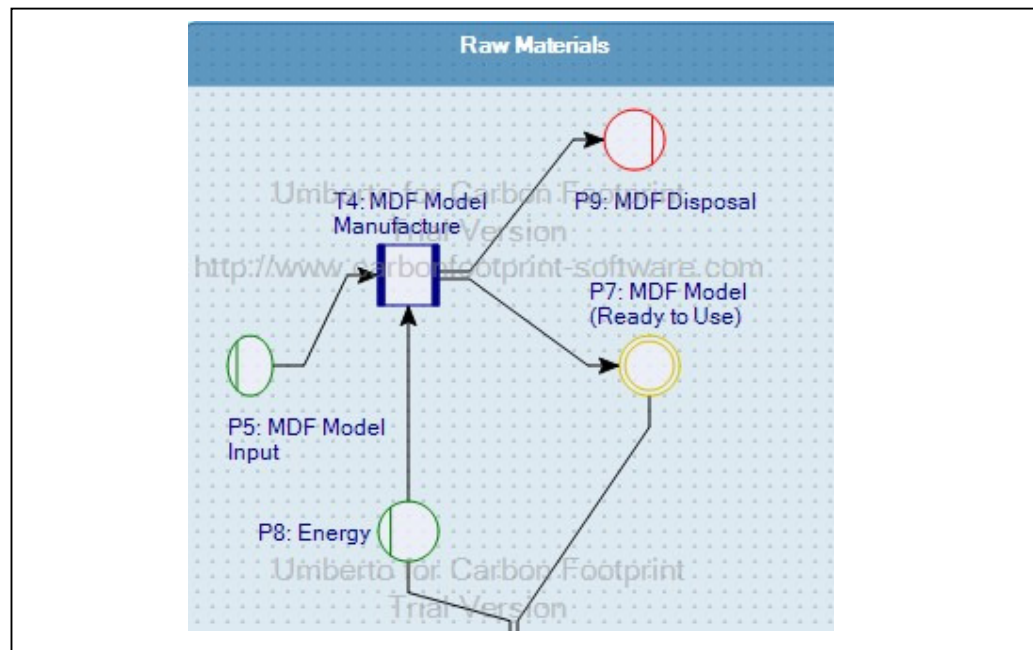 Raw Materials
Umberto for Carbon Footprint
Trial Version
http://www.carbonfootprint-software.com
T4: MDF Model
Manufacture
P9: MDF Disposal
P7: MDF Model
(Ready to Use)
P5: MDF Model
Input
P8: Energy
Umberto for Carbon Footprint
Trial Version